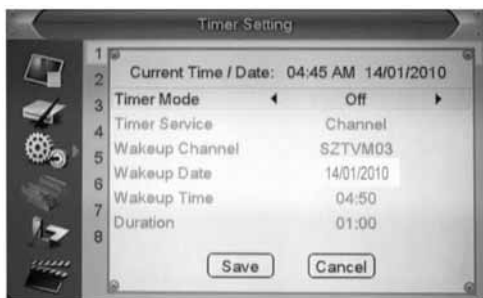 Timer Setting
1
Current Time / Date: 04:45 AM 14/01/2010
2
3 Timer Mode Off
4 Timer Service Channel
5 Wakeup Channel SZTVM03
6 Wakeup Date 14/01/2010
7 Wakeup Time 04:50
8 Duration 01:00
Save Cancel